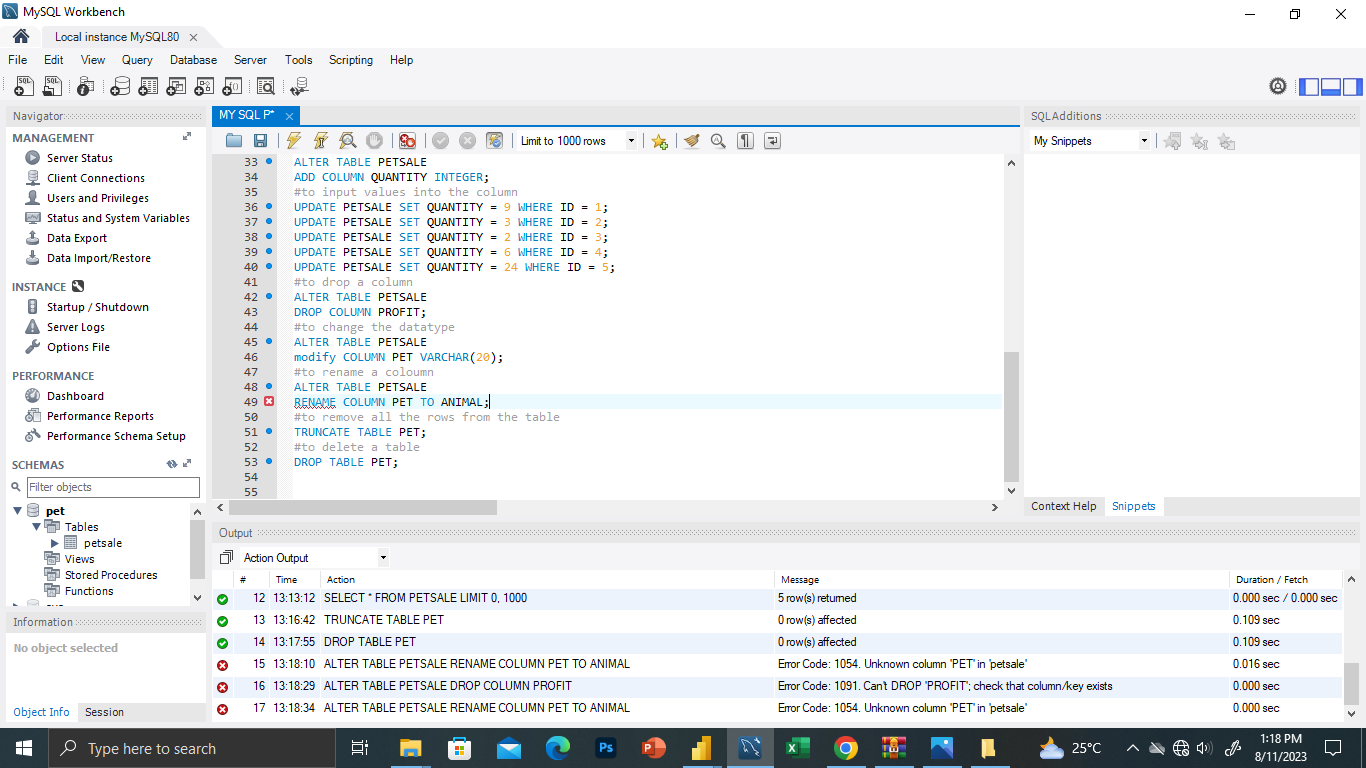 MySQL Workbench
Local instance MySQL80
File Edit View Query Database Server Tools Scripting Help
Navigator
MANAGEMENT
Server Status
Client Connections
Users and Privileges
Status and System Variables
Data Export
Data Import/Restore
INSTANCE
Startup / Shutdown
Server Logs
Options File
PERFORMANCE
Dashboard
Performance Reports
Performance Schema Setup
SCHEMAS
Filter objects
pet
Tables
petsale
Views
Stored Procedures
Functions
Information
No object selected
Object Info Session
MY SQL P*
Limit to 1000 rows
33 ALTER TABLE PETSALE
34 ADD COLUMN QUANTITY INTEGER;
35 #to input values into the column
36 UPDATE PETSALE SET QUANTITY = 9 WHERE ID = 1;
37 UPDATE PETSALE SET QUANTITY = 3 WHERE ID = 2;
38 UPDATE PETSALE SET QUANTITY = 2 WHERE ID = 3;
39 UPDATE PETSALE SET QUANTITY = 6 WHERE ID = 4;
40 UPDATE PETSALE SET QUANTITY = 24 WHERE ID = 5;
41 #to drop a column
42 ALTER TABLE PETSALE
43 DROP COLUMN PROFIT;
44 #to change the datatype
45 ALTER TABLE PETSALE
46 modify COLUMN PET VARCHAR(20);
47 #to rename a coloumn
48 ALTER TABLE PETSALE
49 RENAME COLUMN PET TO ANIMAL;
50 #to remove all the rows from the table
51 TRUNCATE TABLE PET;
52 #to delete a table
53 DROP TABLE PET;
54
55
SQLAdditions
My Snippets
Context Help Snippets
Output
Action Output
# Time Action Message Duration / Fetch
12 13:13:12 SELECT * FROM PETSALE LIMIT 0, 1000 5 row(s) returned 0.000 sec / 0.000 sec
13 13:16:42 TRUNCATE TABLE PET 0 row(s) affected 0.109 sec
14 13:17:55 DROP TABLE PET 0 row(s) affected 0.109 sec
15 13:18:10 ALTER TABLE PETSALE RENAME COLUMN PET TO ANIMAL Error Code: 1054. Unknown column 'PET' in 'petsale' 0.016 sec
16 13:18:29 ALTER TABLE PETSALE DROP COLUMN PROFIT Error Code: 1091. Can't DROP 'PROFIT'; check that column/key exists 0.000 sec
17 13:18:34 ALTER TABLE PETSALE RENAME COLUMN PET TO ANIMAL Error Code: 1054. Unknown column 'PET' in 'petsale' 0.000 sec
Type here to search
25°C
1:18 PM
8/11/2023